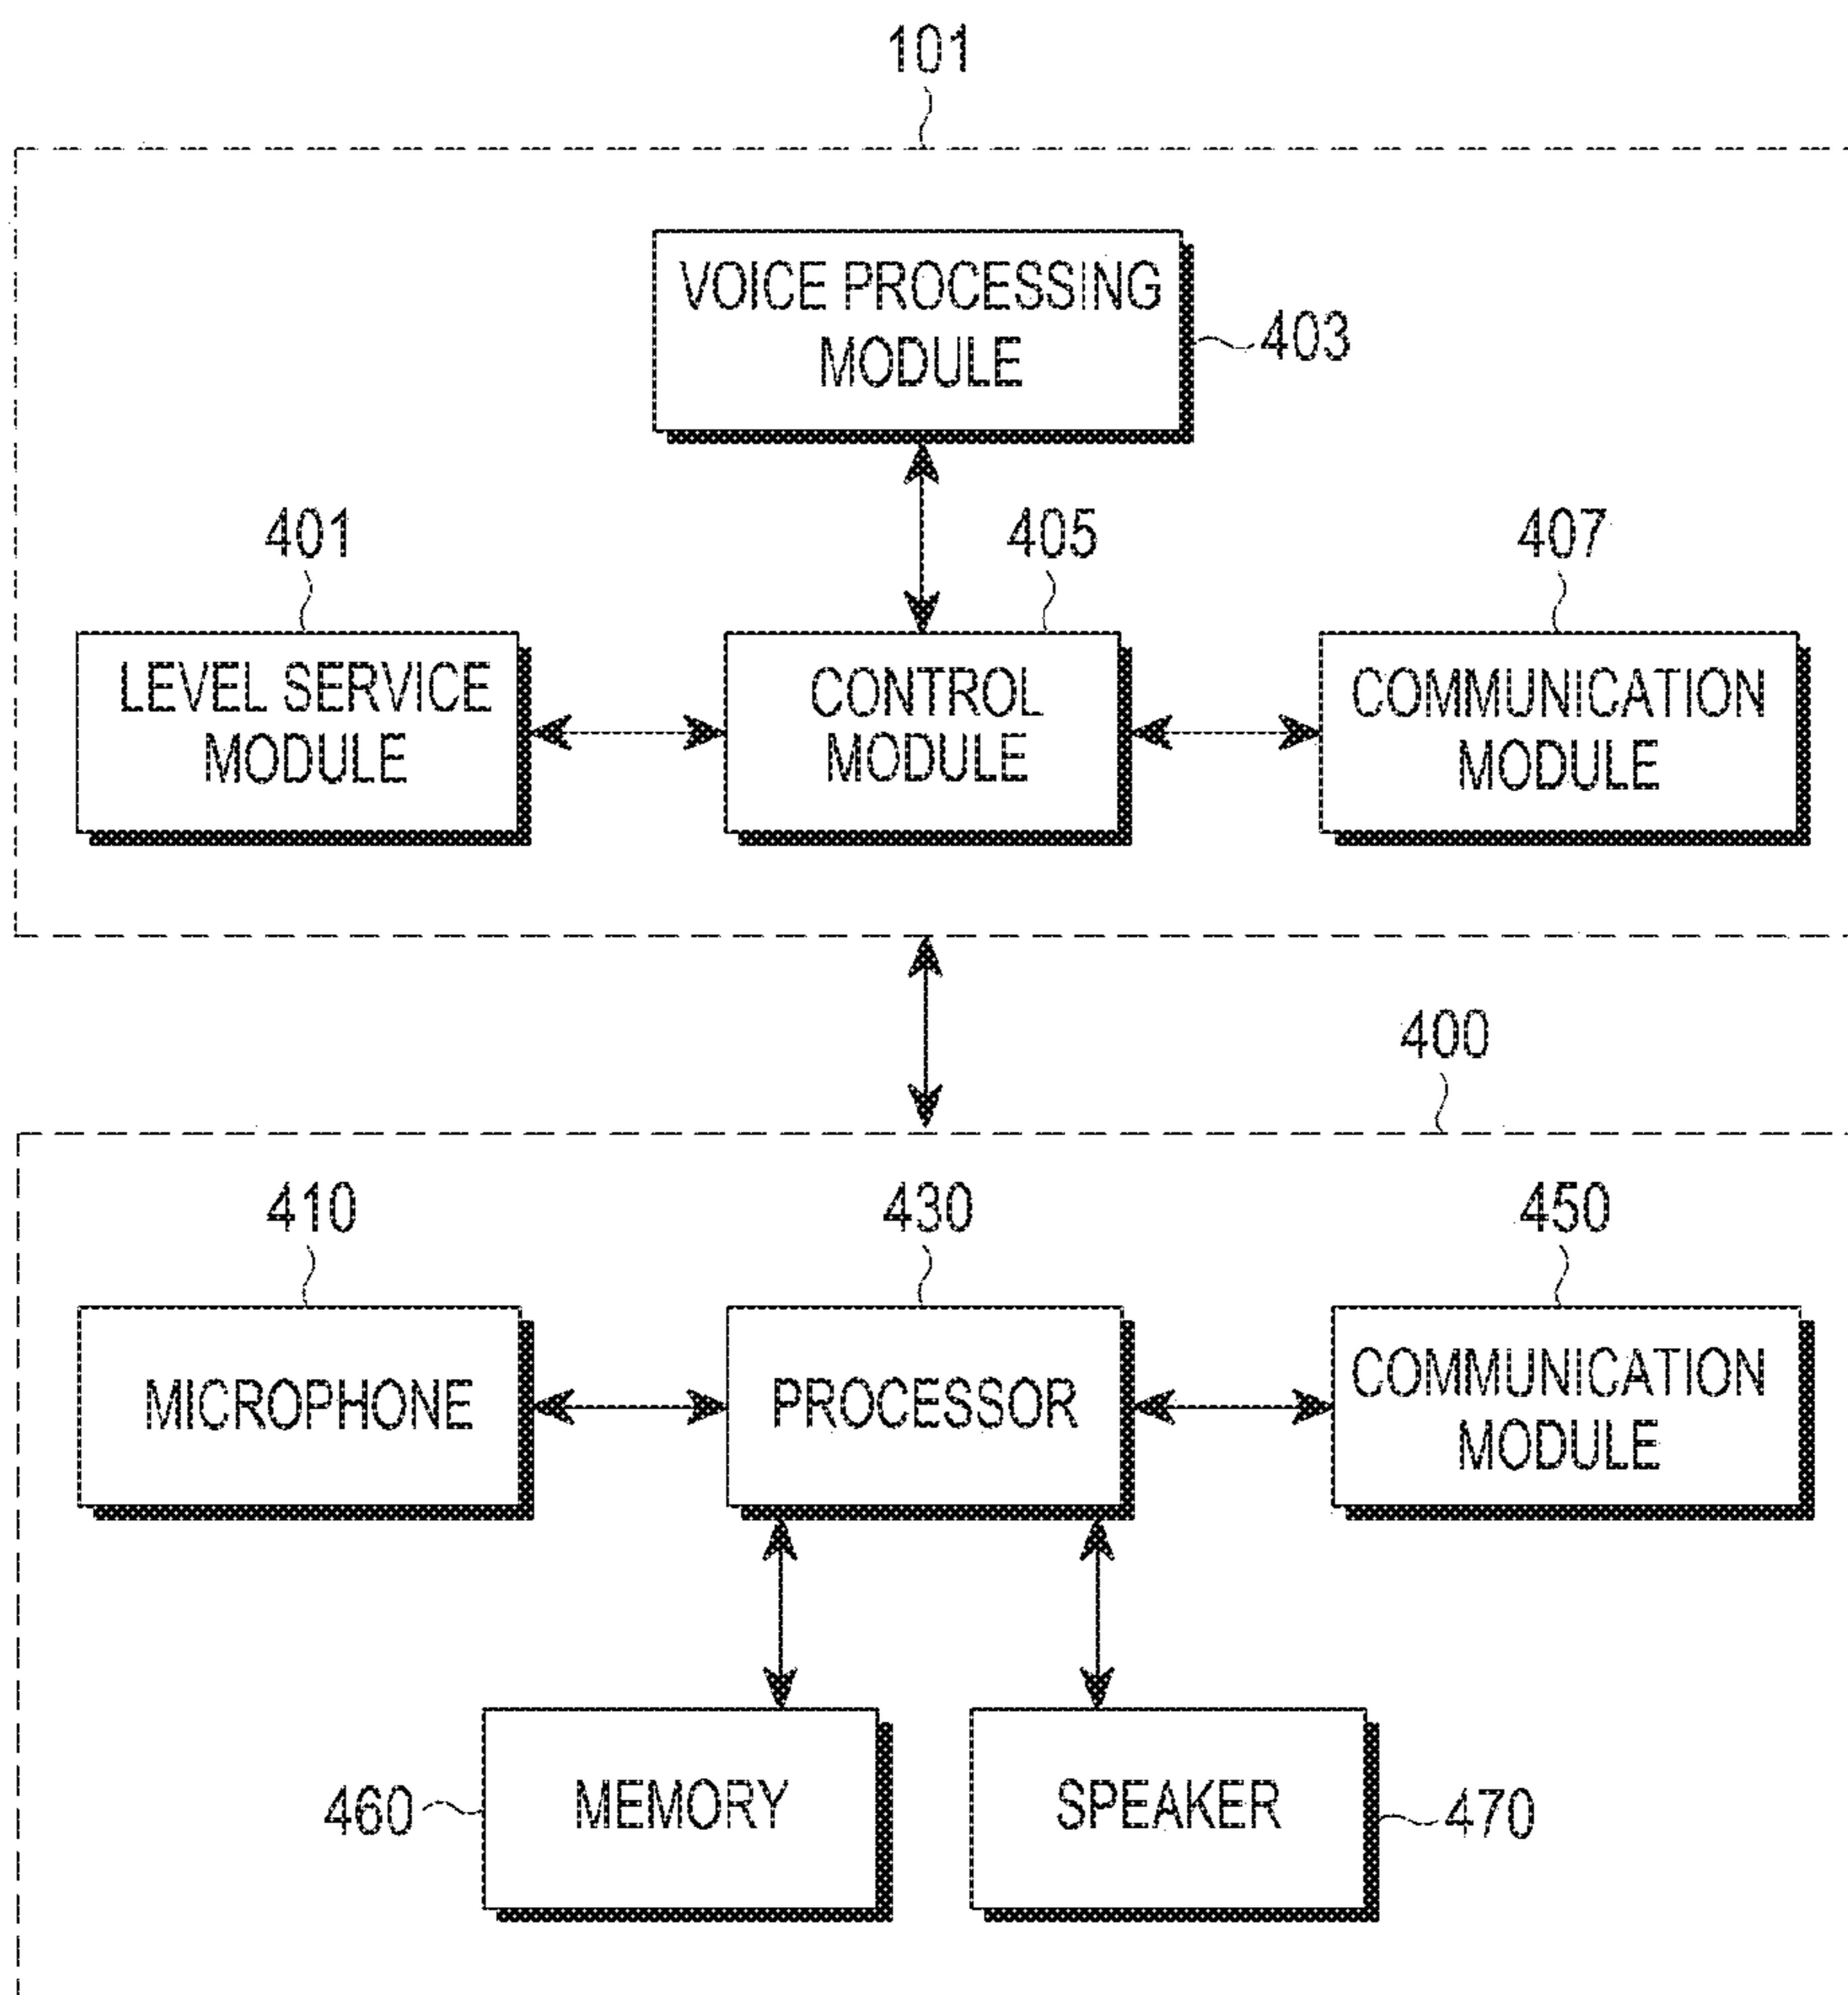 101
VOICE PROCESSING
MODULE
403
401
405
407
LEVEL SERVICE
MODULE
CONTROL
MODULE
COMMUNICATION
MODULE
400
410
430
450
MICROPHONE
PROCESSOR
COMMUNICATION
MODULE
460
MEMORY
SPEAKER
470